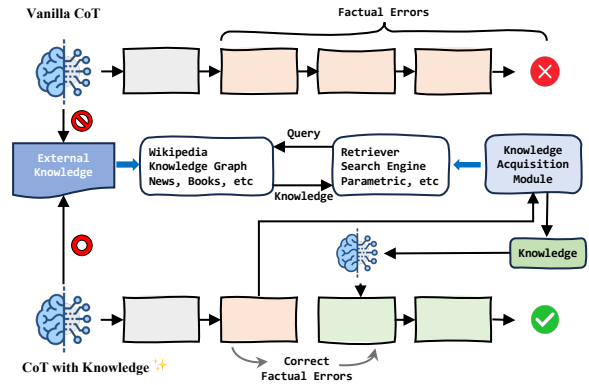 Vanilla CoT
Factual Errors
External
Knowledge
Wikipedia
Knowledge Graph
News, Books, etc
Query
Knowledge
Retriever
Search Engine
Parametric, etc
Knowledge
Acquisition
Module
Knowledge
CoT with Knowledge ✨
Correct
Factual Errors